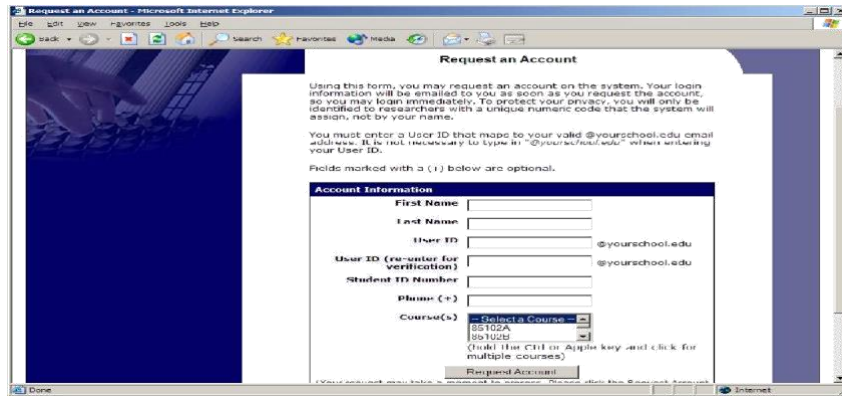 Request an Account - Microsoft Internet Explorer
File Edit View Favorites Tools Help
Back Search Favorites Media
Request an Account
Using this form, you may request an account on the system. Your login
information will be emailed to you as soon as you request the account,
so you may login immediately. To protect your privacy, you will only be
identified to researchers with a unique numeric code that the system will
assign, not by your name.
You must enter a User ID that maps to your valid @yourschool.edu email
address. It is not necessary to type in "@yourschool.edu" when entering
your User ID.
Fields marked with a (+) below are optional.
Account Information
First Name
Last Name
User ID @yourschool.edu
User ID (re-enter for
verification) @yourschool.edu
Student ID Number
Phone (+)
Course(s) -- Select a Course --
85102A
85102B
(hold the Ctrl or Apple key and click for
multiple courses)
Request Account
(Your request may take a moment to process. Please click the Request Account
Done Internet